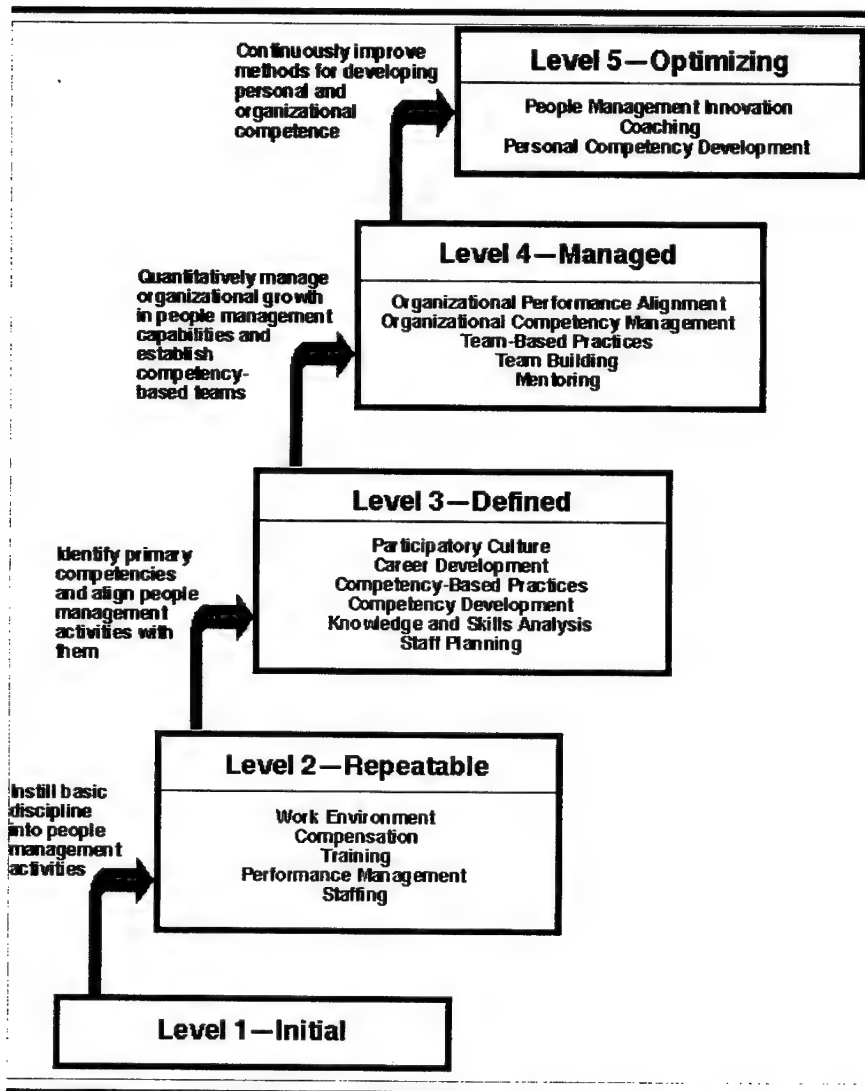 Continuously improve
methods for developing
personal and
organizational
competence
Level 5—Optimizing
People Management Innovation
Coaching
Personal Competency Development
Quantitatively manage
organizational growth
in people management
capabilities and
establish
competency-
based teams
Level 4—Managed
Organizational Performance Alignment
Organizational Competency Management
Team-Based Practices
Team Building
Mentoring
Identify primary
competencies
and align people
management
activities with
them
Level 3—Defined
Participatory Culture
Career Development
Competency-Based Practices
Competency Development
Knowledge and Skills Analysis
Staff Planning
Instill basic
discipline
into people
management
activities
Level 2—Repeatable
Work Environment
Compensation
Training
Performance Management
Staffing
Level 1—Initial